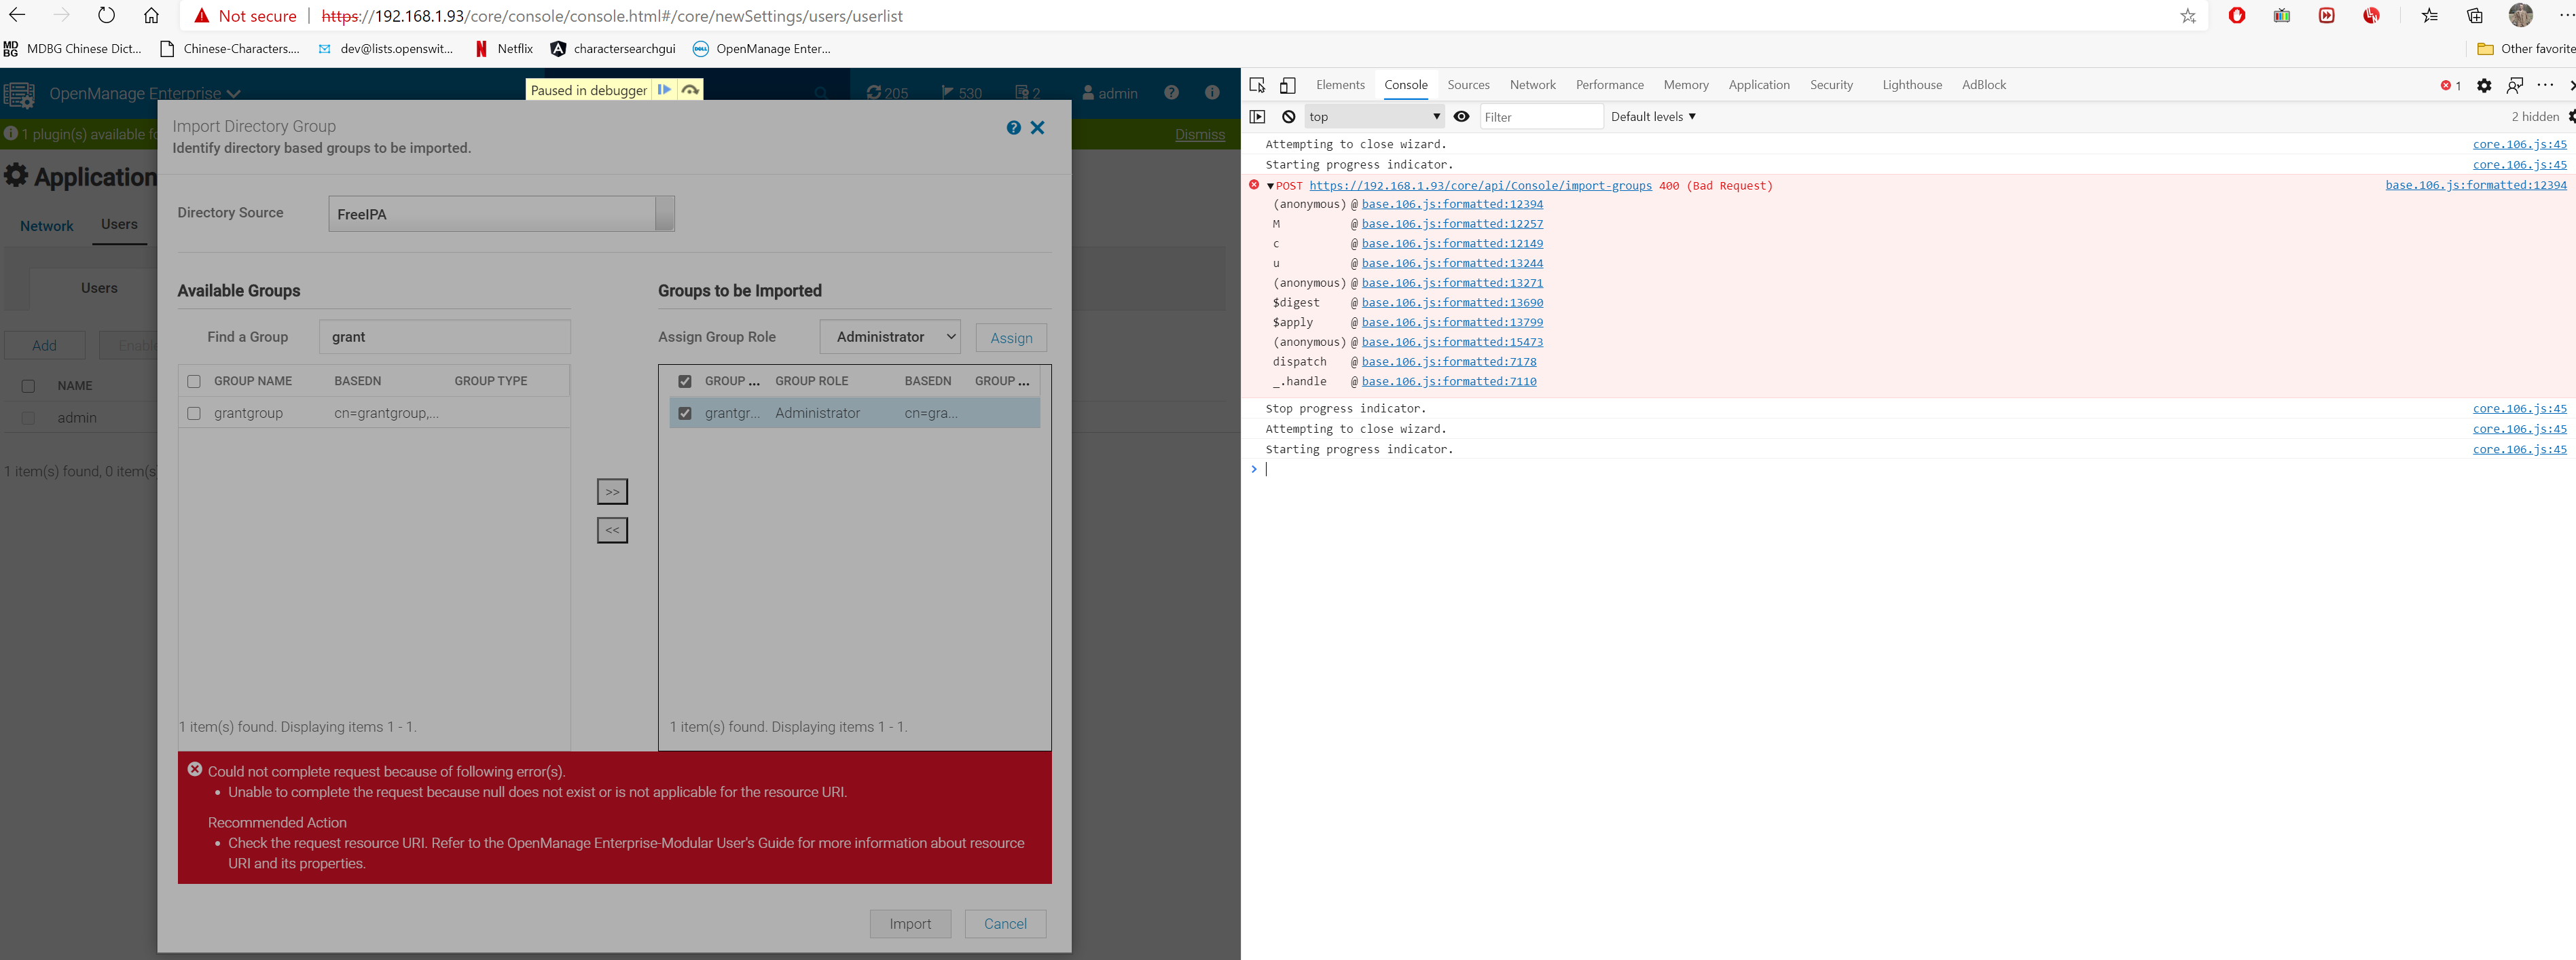 Not secure | https://192.168.1.93/core/console/console.html#/core/newSettings/users/userlist
MDBG MDBG Chinese Dict... Chinese-Characters.... dev@lists.openswit... Netflix charactersearchgui DELL OpenManage Enter... Other favorite
Paused in debugger
OpenManage Enterprise 205 530 2 admin
1 plugin(s) available fo Dismiss
Application
Network Users
Users
Add Enable
NAME
admin
1 item(s) found, 0 item(s
Import Directory Group
Identify directory based groups to be imported.
Directory Source FreeIPA
Available Groups
Find a Group grant
GROUP NAME BASEDN GROUP TYPE
grantgroup cn=grantgroup,...
1 item(s) found. Displaying items 1 - 1.
>>
<<
Groups to be Imported
Assign Group Role Administrator Assign
GROUP ... GROUP ROLE BASEDN GROUP ...
grantgr... Administrator cn=gra...
1 item(s) found. Displaying items 1 - 1.
Could not complete request because of following error(s).
• Unable to complete the request because null does not exist or is not applicable for the resource URI.
Recommended Action
• Check the request resource URI. Refer to the OpenManage Enterprise-Modular User's Guide for more information about resource
URI and its properties.
Import Cancel
Elements Console Sources Network Performance Memory Application Security Lighthouse AdBlock 1
top Filter Default levels ▼ 2 hidden
Attempting to close wizard. core.106.js:45
Starting progress indicator. core.106.js:45
▼POST https://192.168.1.93/core/api/Console/import-groups 400 (Bad Request) base.106.js:formatted:12394
(anonymous) @ base.106.js:formatted:12394
M @ base.106.js:formatted:12257
c @ base.106.js:formatted:12149
u @ base.106.js:formatted:13244
(anonymous) @ base.106.js:formatted:13271
$digest @ base.106.js:formatted:13690
$apply @ base.106.js:formatted:13799
(anonymous) @ base.106.js:formatted:15473
dispatch @ base.106.js:formatted:7178
_.handle @ base.106.js:formatted:7110
Stop progress indicator. core.106.js:45
Attempting to close wizard. core.106.js:45
Starting progress indicator. core.106.js:45
>